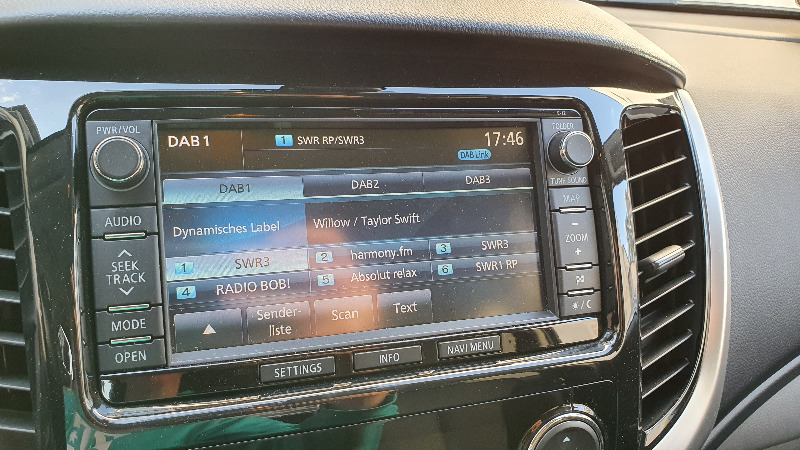 PWR/VOL
AUDIO
SEEK
TRACK
MODE
OPEN
DAB 1
1 SWR RP/SWR3
17:46
DAB Link
DAB1 DAB2 DAB3
Dynamisches Label
Willow / Taylor Swift
1 SWR3
2 harmony.fm
3 SWR3
4 RADIO BOB!
5 Absolut relax
6 SWR1 RP
Sender-
liste
Scan
Text
SETTINGS
INFO
NAVI MENU
FOLDER
TUNE SOUND
MAP
−
ZOOM
+
/ C